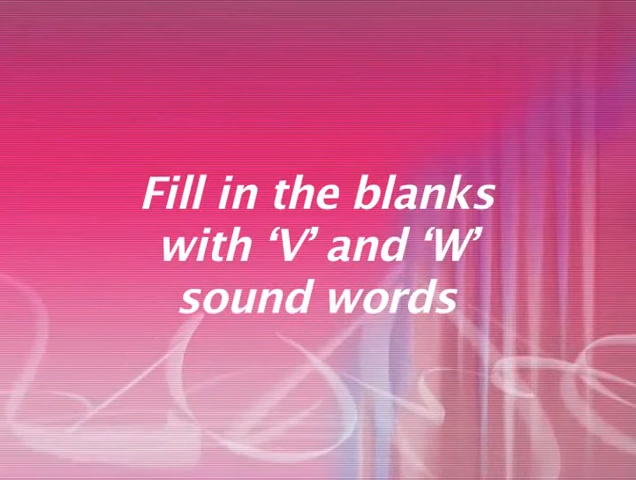 Fill in the blanks
with ‘V’ and ‘W’
sound words